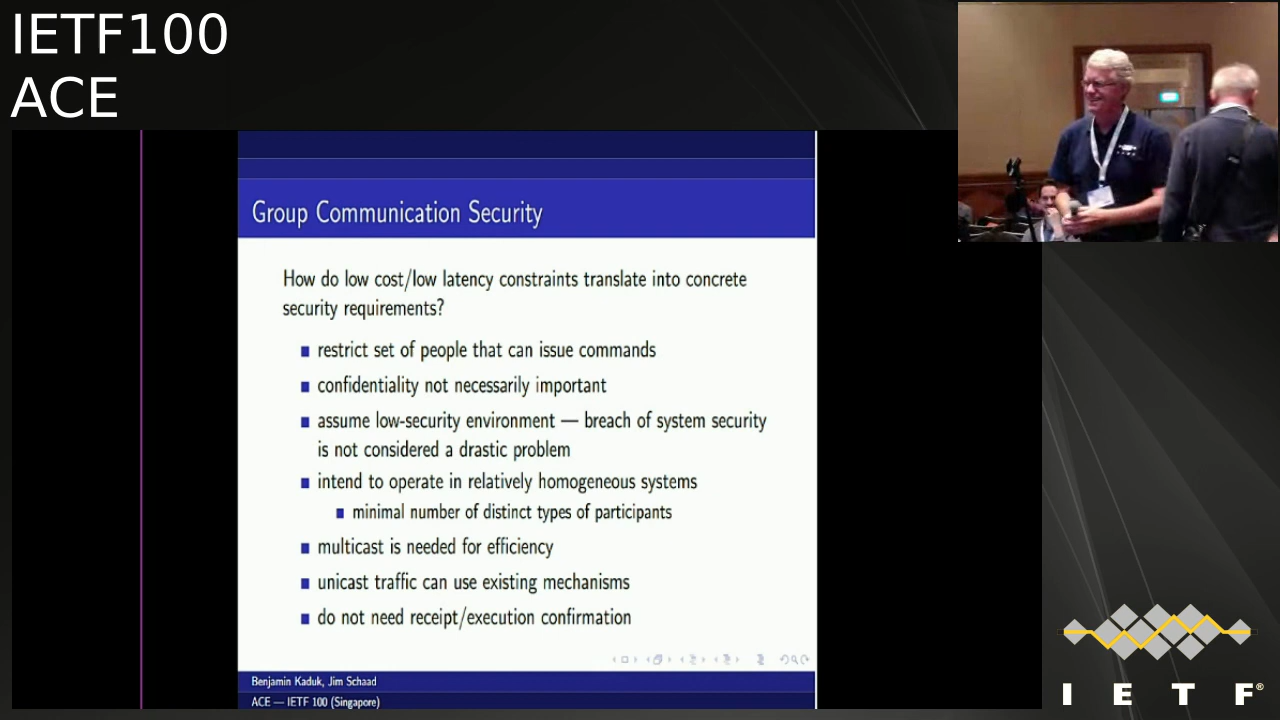 IETF100
ACE
Group Communication Security
How do low cost/low latency constraints translate into concrete
security requirements?
restrict set of people that can issue commands
confidentiality not necessarily important
assume low-security environment — breach of system security
is not considered a drastic problem
intend to operate in relatively homogeneous systems
minimal number of distinct types of participants
multicast is needed for efficiency
unicast traffic can use existing mechanisms
do not need receipt/execution confirmation
Benjamin Kaduk, Jim Schaad
ACE — IETF 100 (Singapore)
I E T F®